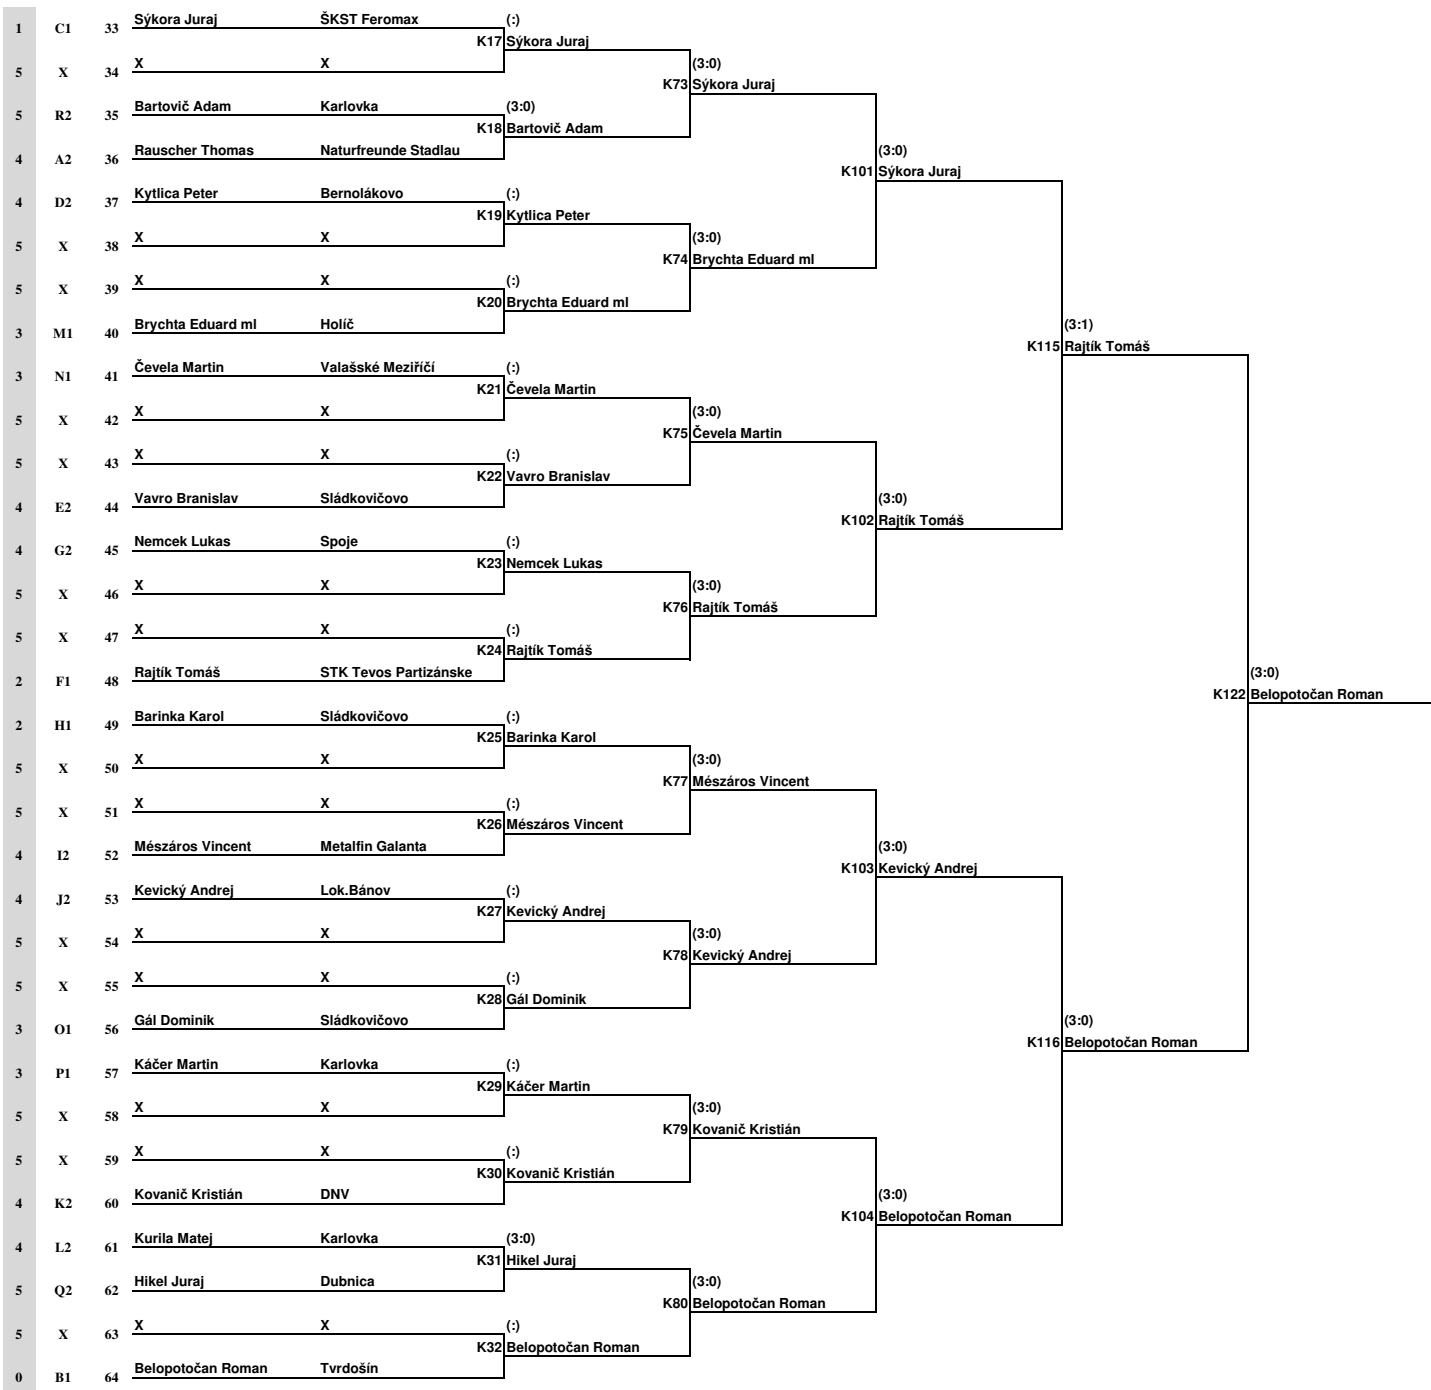 1 C1 33 Sýkora Juraj ŠKST Feromax (:)
K17 Sýkora Juraj
5 X 34 X X (3:0)
K73 Sýkora Juraj
5 R2 35 Bartovič Adam Karlovka (3:0)
K18 Bartovič Adam
4 A2 36 Rauscher Thomas Naturfreunde Stadlau (3:0)
K101 Sýkora Juraj
4 D2 37 Kytlica Peter Bernolákovo (:)
K19 Kytlica Peter
5 X 38 X X (3:0)
K74 Brychta Eduard ml
5 X 39 X X (:)
K20 Brychta Eduard ml
3 M1 40 Brychta Eduard ml Holíč (3:1)
K115 Rajtík Tomáš
3 N1 41 Čevela Martin Valašské Meziříčí (:)
K21 Čevela Martin
5 X 42 X X (3:0)
K75 Čevela Martin
5 X 43 X X (:)
K22 Vavro Branislav
4 E2 44 Vavro Branislav Sládkovičovo (3:0)
K102 Rajtík Tomáš
4 G2 45 Nemcek Lukas Spoje (:)
K23 Nemcek Lukas
5 X 46 X X (3:0)
K76 Rajtík Tomáš
5 X 47 X X (:)
K24 Rajtík Tomáš
2 F1 48 Rajtík Tomáš STK Tevos Partizánske (3:0)
K122 Belopotočan Roman
2 H1 49 Barinka Karol Sládkovičovo (:)
K25 Barinka Karol
5 X 50 X X (3:0)
K77 Mészáros Vincent
5 X 51 X X (:)
K26 Mészáros Vincent
4 I2 52 Mészáros Vincent Metalfin Galanta (3:0)
K103 Kevický Andrej
4 J2 53 Kevický Andrej Lok.Bánov (:)
K27 Kevický Andrej
5 X 54 X X (3:0)
K78 Kevický Andrej
5 X 55 X X (:)
K28 Gál Dominik
3 O1 56 Gál Dominik Sládkovičovo (3:0)
K116 Belopotočan Roman
3 P1 57 Káčer Martin Karlovka (:)
K29 Káčer Martin
5 X 58 X X (3:0)
K79 Kovanič Kristián
5 X 59 X X (:)
K30 Kovanič Kristián
4 K2 60 Kovanič Kristián DNV (3:0)
K104 Belopotočan Roman
4 L2 61 Kurila Matej Karlovka (3:0)
K31 Hikel Juraj
5 Q2 62 Hikel Juraj Dubnica (3:0)
K80 Belopotočan Roman
5 X 63 X X (:)
K32 Belopotočan Roman
0 B1 64 Belopotočan Roman Tvrdošín